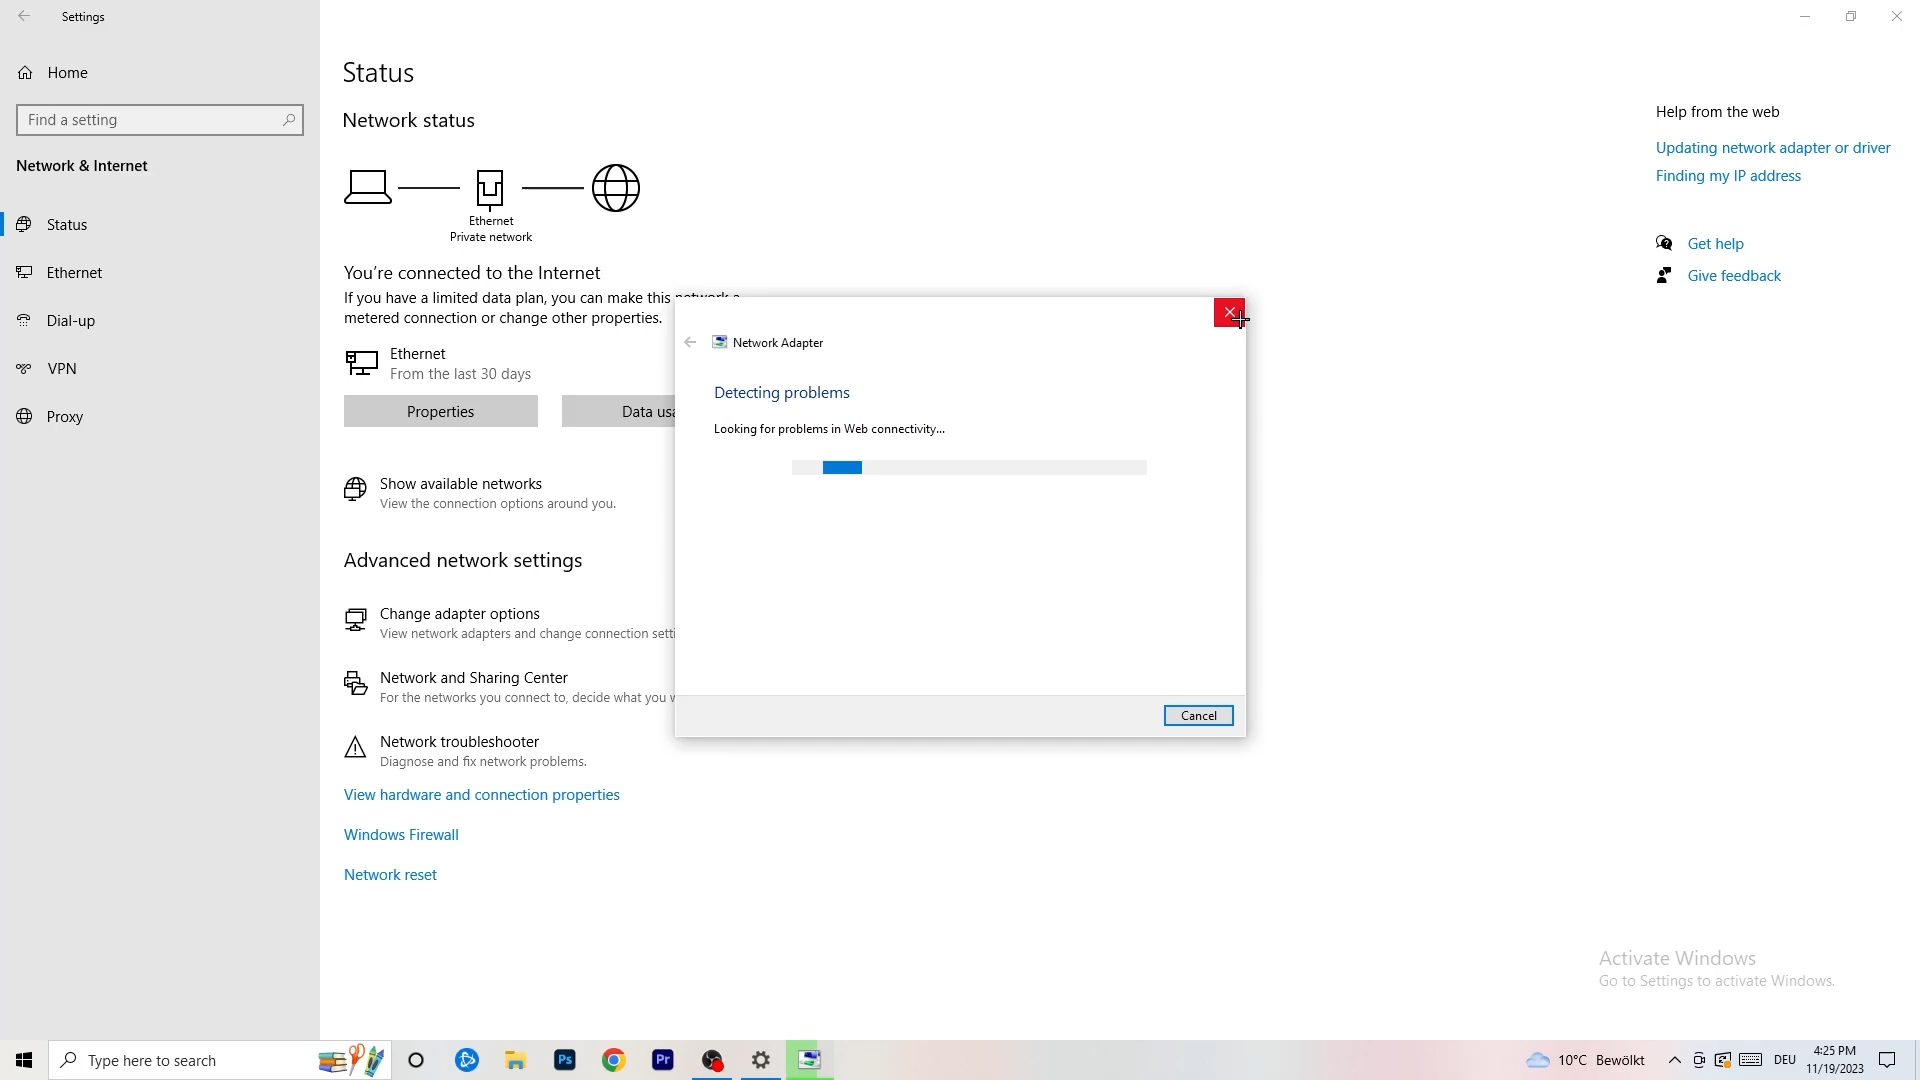 Settings
Home
Find a setting
Network & Internet
Status
Ethernet
Dial-up
VPN
Proxy
Status
Network status
Ethernet
Private network
You're connected to the Internet
If you have a limited data plan, you can make this network a
metered connection or change other properties.
Ethernet
From the last 30 days
Properties
Data usa
Show available networks
View the connection options around you.
Advanced network settings
Change adapter options
View network adapters and change connection setti
Network and Sharing Center
For the networks you connect to, decide what you w
Network troubleshooter
Diagnose and fix network problems.
View hardware and connection properties
Windows Firewall
Network reset
Network Adapter
Detecting problems
Looking for problems in Web connectivity...
Cancel
Help from the web
Updating network adapter or driver
Finding my IP address
Get help
Give feedback
Activate Windows
Go to Settings to activate Windows.
Type here to search
Ps
Pr
10°C Bewölkt
DEU
4:25 PM
11/19/2023